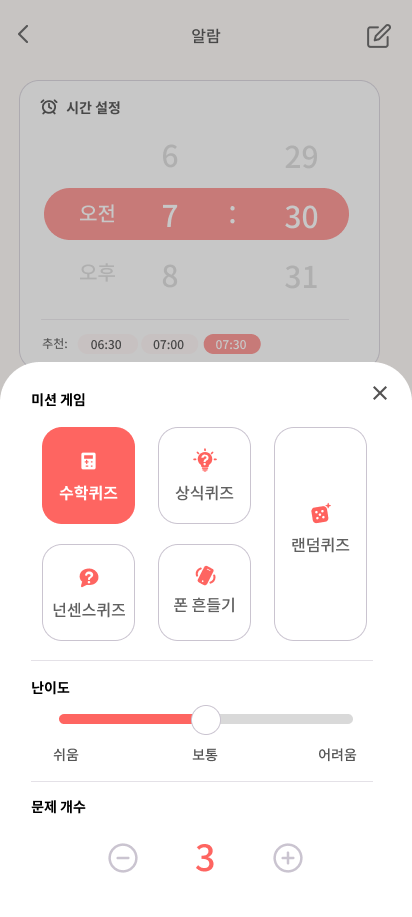 알람
시간 설정
6 29
오전 7 : 30
오후 8 31
추천: 06:30 07:00 07:30
미션 게임
수학퀴즈 상식퀴즈
랜덤퀴즈
넌센스퀴즈 폰 흔들기
난이도
쉬움 보통 어려움
문제 개수
3